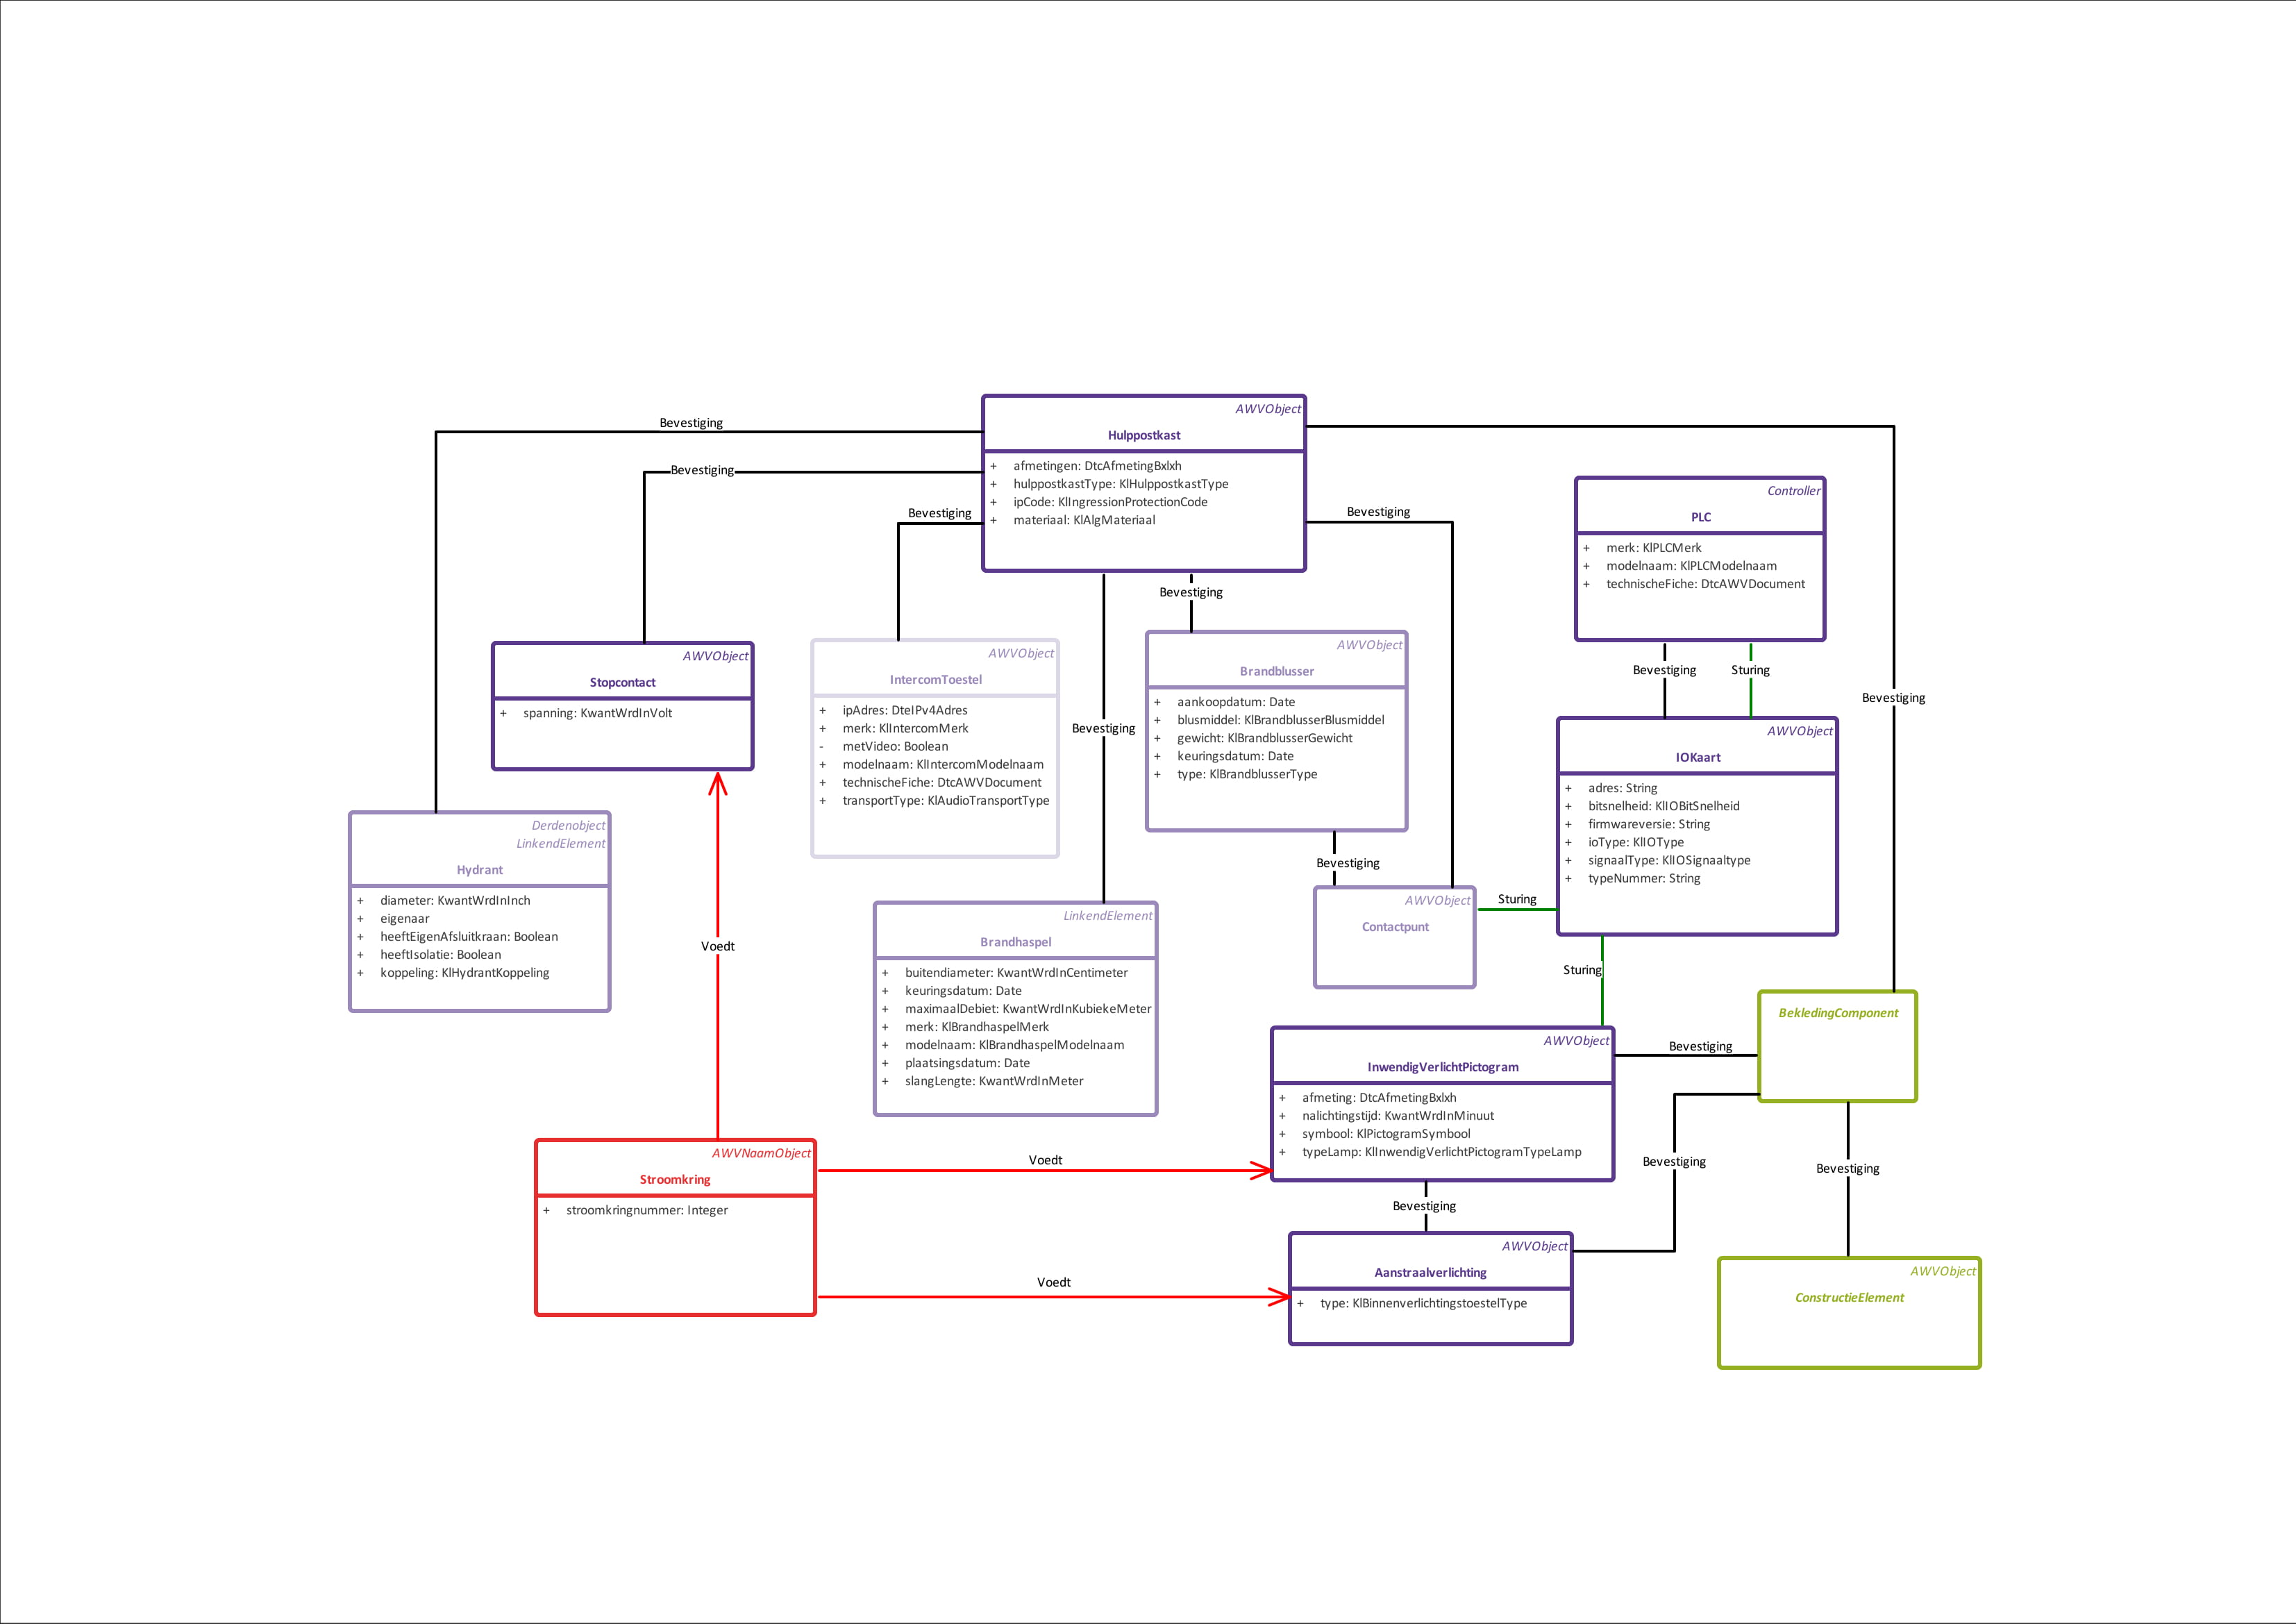 AWVObject
Hulppostkast
+ afmetingen: DtcAfmetingBxlxh
+ hulppostkastType: KlHulppostkastType
+ ipCode: KlIngressionProtectionCode
+ materiaal: KlAlgMateriaal
Bevestiging
Bevestiging
Bevestiging
Bevestiging
Bevestiging
Bevestiging
Bevestiging
Controller
PLC
+ merk: KlPLCMerk
+ modelnaam: KlPLCModelnaam
+ technischeFiche: DtcAWVDocument
Bevestiging
Sturing
AWVObject
Stopcontact
+ spanning: KwantWrdInVolt
AWVObject
IntercomToestel
+ ipAdres: DteIPv4Adres
+ merk: KlIntercomMerk
- metVideo: Boolean
+ modelnaam: KlIntercomModelnaam
+ technischeFiche: DtcAWVDocument
+ transportType: KlAudioTransportType
AWVObject
Brandblusser
+ aankoopdatum: Date
+ blusmiddel: KlBrandblusserBlusmiddel
+ gewicht: KlBrandblusserGewicht
+ keuringsdatum: Date
+ type: KlBrandblusserType
Bevestiging
AWVObject
IOKaart
+ adres: String
+ bitsnelheid: KlIOBitSnelheid
+ firmwareversie: String
+ ioType: KlIOType
+ signaalType: KlIOSignaaltype
+ typeNummer: String
Derdenobject
LinkendElement
Hydrant
+ diameter: KwantWrdInInch
+ eigenaar
+ heeftEigenAfsluitkraan: Boolean
+ heeftIsolatie: Boolean
+ koppeling: KlHydrantKoppeling
Voedt
LinkendElement
Brandhaspel
+ buitendiameter: KwantWrdInCentimeter
+ keuringsdatum: Date
+ maximaalDebiet: KwantWrdInKubiekeMeter
+ merk: KlBrandhaspelMerk
+ modelnaam: KlBrandhaspelModelnaam
+ plaatsingsdatum: Date
+ slangLengte: KwantWrdInMeter
AWVObject
Contactpunt
Sturing
Sturing
BekledingComponent
AWVObject
InwendigVerlichtPictogram
+ afmeting: DtcAfmetingBxlxh
+ nalichtingstijd: KwantWrdInMinuut
+ symbool: KlPictogramSymbool
+ typeLamp: KlInwendigVerlichtPictogramTypeLamp
Bevestiging
Bevestiging
Bevestiging
Bevestiging
AWVNaamObject
Stroomkring
+ stroomkringnummer: Integer
Voedt
Voedt
AWVObject
Aanstraalverlichting
+ type: KlBinnenverlichtingstoestelType
AWVObject
ConstructieElement